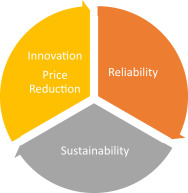 Innovation
Price
Reduction
Reliability
Sustainability